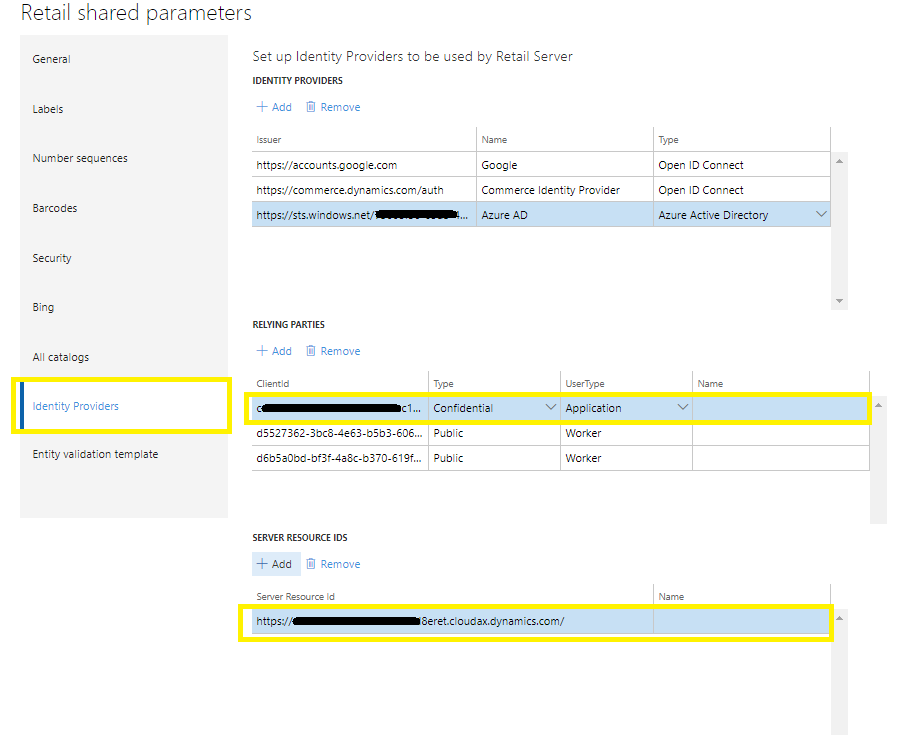 Retail shared parameters
General
Labels
Number sequences
Barcodes
Security
Bing
All catalogs
Identity Providers
Entity validation template
Set up Identity Providers to be used by Retail Server
IDENTITY PROVIDERS
+ Add Remove
Issuer Name Type
https://accounts.google.com Google Open ID Connect
https://commerce.dynamics.com/auth Commerce Identity Provider Open ID Connect
https://sts.windows.net/ 4... Azure AD Azure Active Directory
RELYING PARTIES
+ Add Remove
ClientId Type UserType Name
c c1... Confidential Application
d5527362-3bc8-4e63-b5b3-606... Public Worker
d6b5a0bd-bf3f-4a8c-b370-619f... Public Worker
SERVER RESOURCE IDS
+ Add Remove
Server Resource Id Name
https:// 8eret.cloudax.dynamics.com/